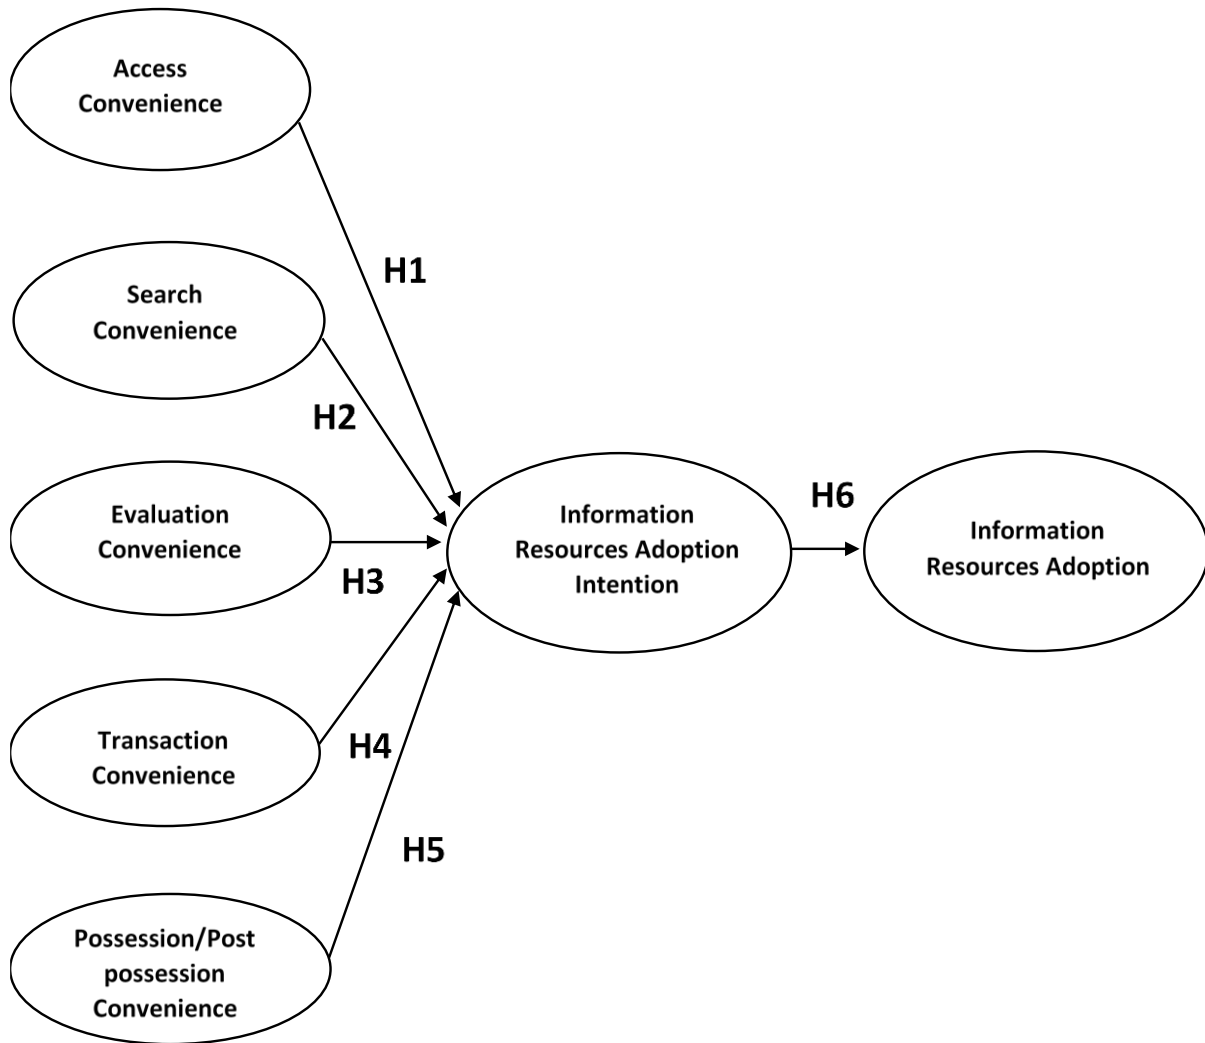 Access
Convenience
H1
Search
Convenience
H2
Evaluation
Convenience
H3
Information
Resources Adoption
Intention
H6
Information
Resources Adoption
Transaction
Convenience
H4
H5
Possession/Post
possession
Convenience